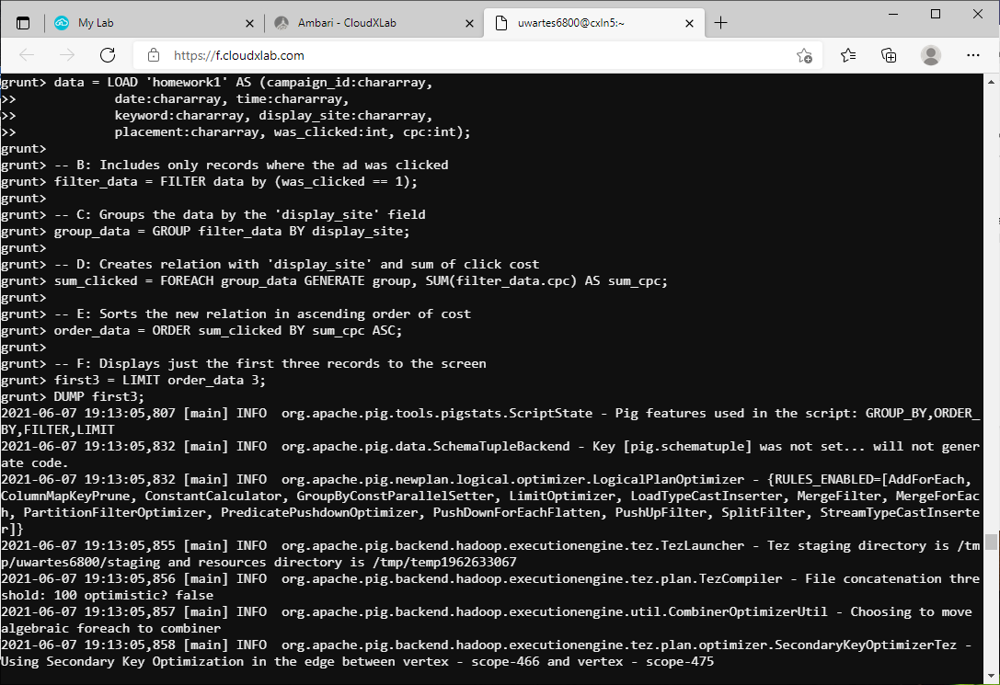 My Lab
Ambari - CloudXLab
uwartes6800@cxln5:~
https://f.cloudxlab.com
grunt> data = LOAD 'homework1' AS (campaign_id:chararray,
>>             date:chararray, time:chararray,
>>             keyword:chararray, display_site:chararray,
>>             placement:chararray, was_clicked:int, cpc:int);
grunt>
grunt> -- B: Includes only records where the ad was clicked
grunt> filter_data = FILTER data by (was_clicked == 1);
grunt>
grunt> -- C: Groups the data by the 'display_site' field
grunt> group_data = GROUP filter_data BY display_site;
grunt>
grunt> -- D: Creates relation with 'display_site' and sum of click cost
grunt> sum_clicked = FOREACH group_data GENERATE group, SUM(filter_data.cpc) AS sum_cpc;
grunt>
grunt> -- E: Sorts the new relation in ascending order of cost
grunt> order_data = ORDER sum_clicked BY sum_cpc ASC;
grunt>
grunt> -- F: Displays just the first three records to the screen
grunt> first3 = LIMIT order_data 3;
grunt> DUMP first3;
2021-06-07 19:13:05,807 [main] INFO  org.apache.pig.tools.pigstats.ScriptState - Pig features used in the script: GROUP_BY,ORDER_
BY,FILTER,LIMIT
2021-06-07 19:13:05,832 [main] INFO  org.apache.pig.data.SchemaTupleBackend - Key [pig.schematuple] was not set... will not gener
ate code.
2021-06-07 19:13:05,832 [main] INFO  org.apache.pig.newplan.logical.optimizer.LogicalPlanOptimizer - {RULES_ENABLED=[AddForEach,
ColumnMapKeyPrune, ConstantCalculator, GroupByConstParallelSetter, LimitOptimizer, LoadTypeCastInserter, MergeFilter, MergeForEac
h, PartitionFilterOptimizer, PredicatePushdownOptimizer, PushDownForEachFlatten, PushUpFilter, SplitFilter, StreamTypeCastInserte
r]}
2021-06-07 19:13:05,855 [main] INFO  org.apache.pig.backend.hadoop.executionengine.tez.TezLauncher - Tez staging directory is /tm
p/uwartes6800/staging and resources directory is /tmp/temp1962633067
2021-06-07 19:13:05,856 [main] INFO  org.apache.pig.backend.hadoop.executionengine.tez.plan.TezCompiler - File concatenation thre
shold: 100 optimistic? false
2021-06-07 19:13:05,857 [main] INFO  org.apache.pig.backend.hadoop.executionengine.util.CombinerOptimizerUtil - Choosing to move
algebraic foreach to combiner
2021-06-07 19:13:05,858 [main] INFO  org.apache.pig.backend.hadoop.executionengine.tez.plan.optimizer.SecondaryKeyOptimizerTez -
Using Secondary Key Optimization in the edge between vertex - scope-466 and vertex - scope-475